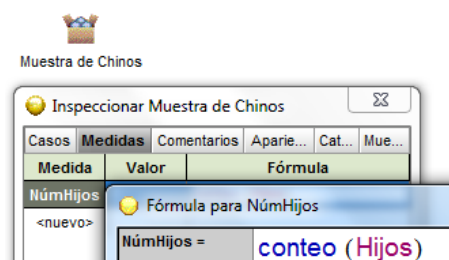 Muestra de Chinos
Inspeccionar Muestra de Chinos
Casos Medidas Comentarios Aparie... Cat... Mue...
Medida Valor Fórmula
NúmHijos
Fórmula para NúmHijos
<nuevo>
NúmHijos = conteo (Hijos)